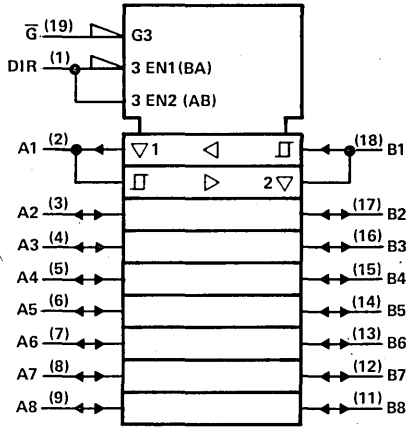 G̅ (19) G3
DIR (1) 3 EN1 (BA)
3 EN2 (AB)
A1 (2) ▽ 1 (18) B1
2 ▽
A2 (3) (17) B2
A3 (4) (16) B3
A4 (5) (15) B4
A5 (6) (14) B5
A6 (7) (13) B6
A7 (8) (12) B7
A8 (9) (11) B8